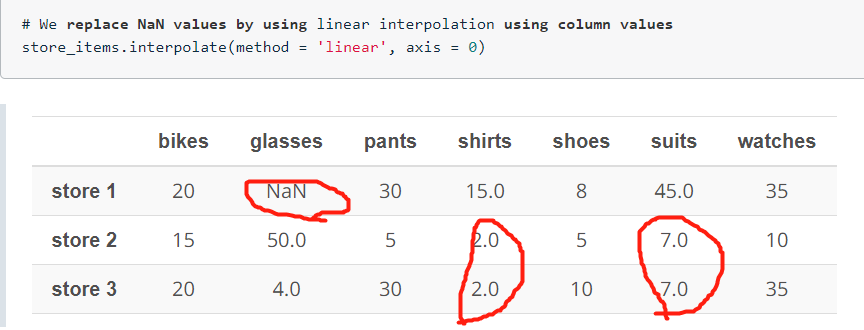 # We replace NaN values by using linear interpolation using column values
store_items.interpolate(method = 'linear', axis = 0)
bikes glasses pants shirts shoes suits watches
store 1 20 NaN 30 15.0 8 45.0 35
store 2 15 50.0 5 2.0 5 7.0 10
store 3 20 4.0 30 2.0 10 7.0 35